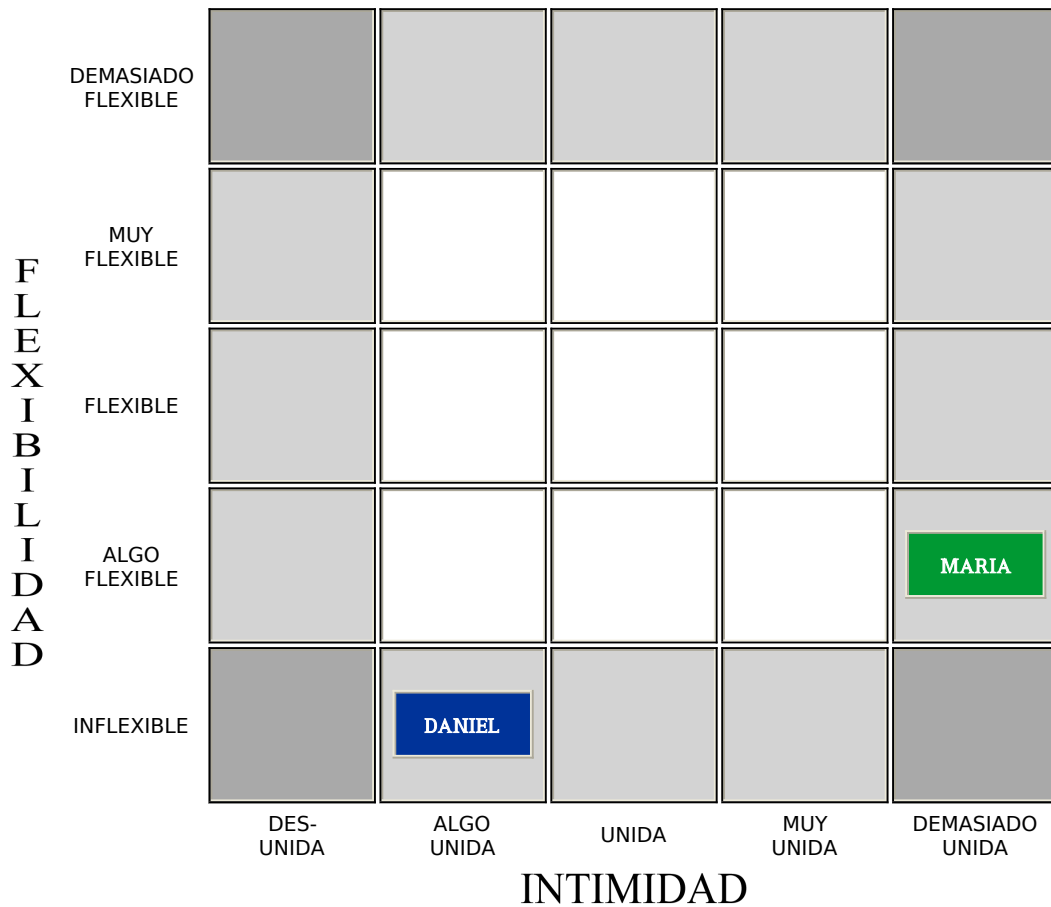 DEMASIADO
FLEXIBLE
MUY
FLEXIBLE
FLEXIBILIDAD
FLEXIBLE
ALGO
FLEXIBLE
MARIA
INFLEXIBLE
DANIEL
DES-
UNIDA
ALGO
UNIDA
UNIDA
MUY
UNIDA
DEMASIADO
UNIDA
INTIMIDAD